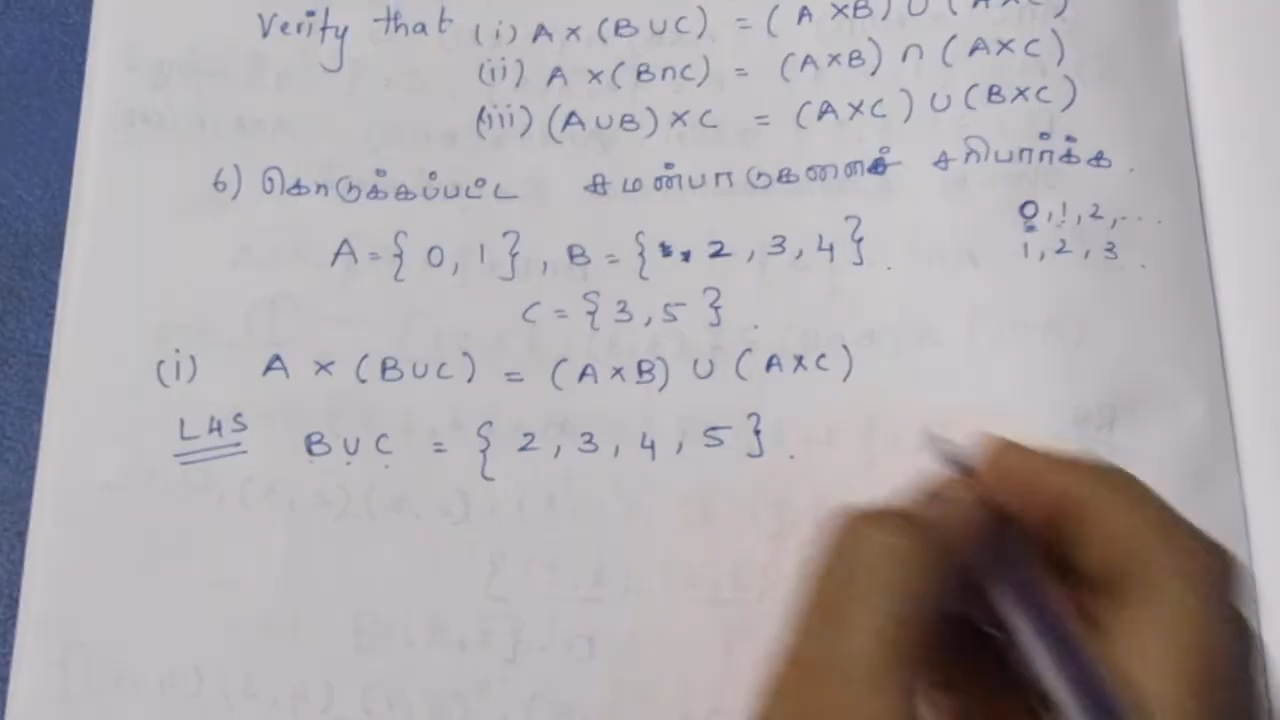 Verify that (i) A × (B ∪ C) = (A × B) ∪ (A × C)
(ii) A × (B ∩ C) = (A × B) ∩ (A × C)
(iii) (A ∪ B) × C = (A × C) ∪ (B × C)
6) கொடுக்கப்பட்ட சமன்பாடுகளைச் சரிபார்க்க.
0, 1, 2, ...
A = {0, 1}, B = {2, 3, 4}.
1, 2, 3 .
C = {3, 5}.
(i) A × (B ∪ C) = (A × B) ∪ (A × C)
LHS B ∪ C = {2, 3, 4, 5}.